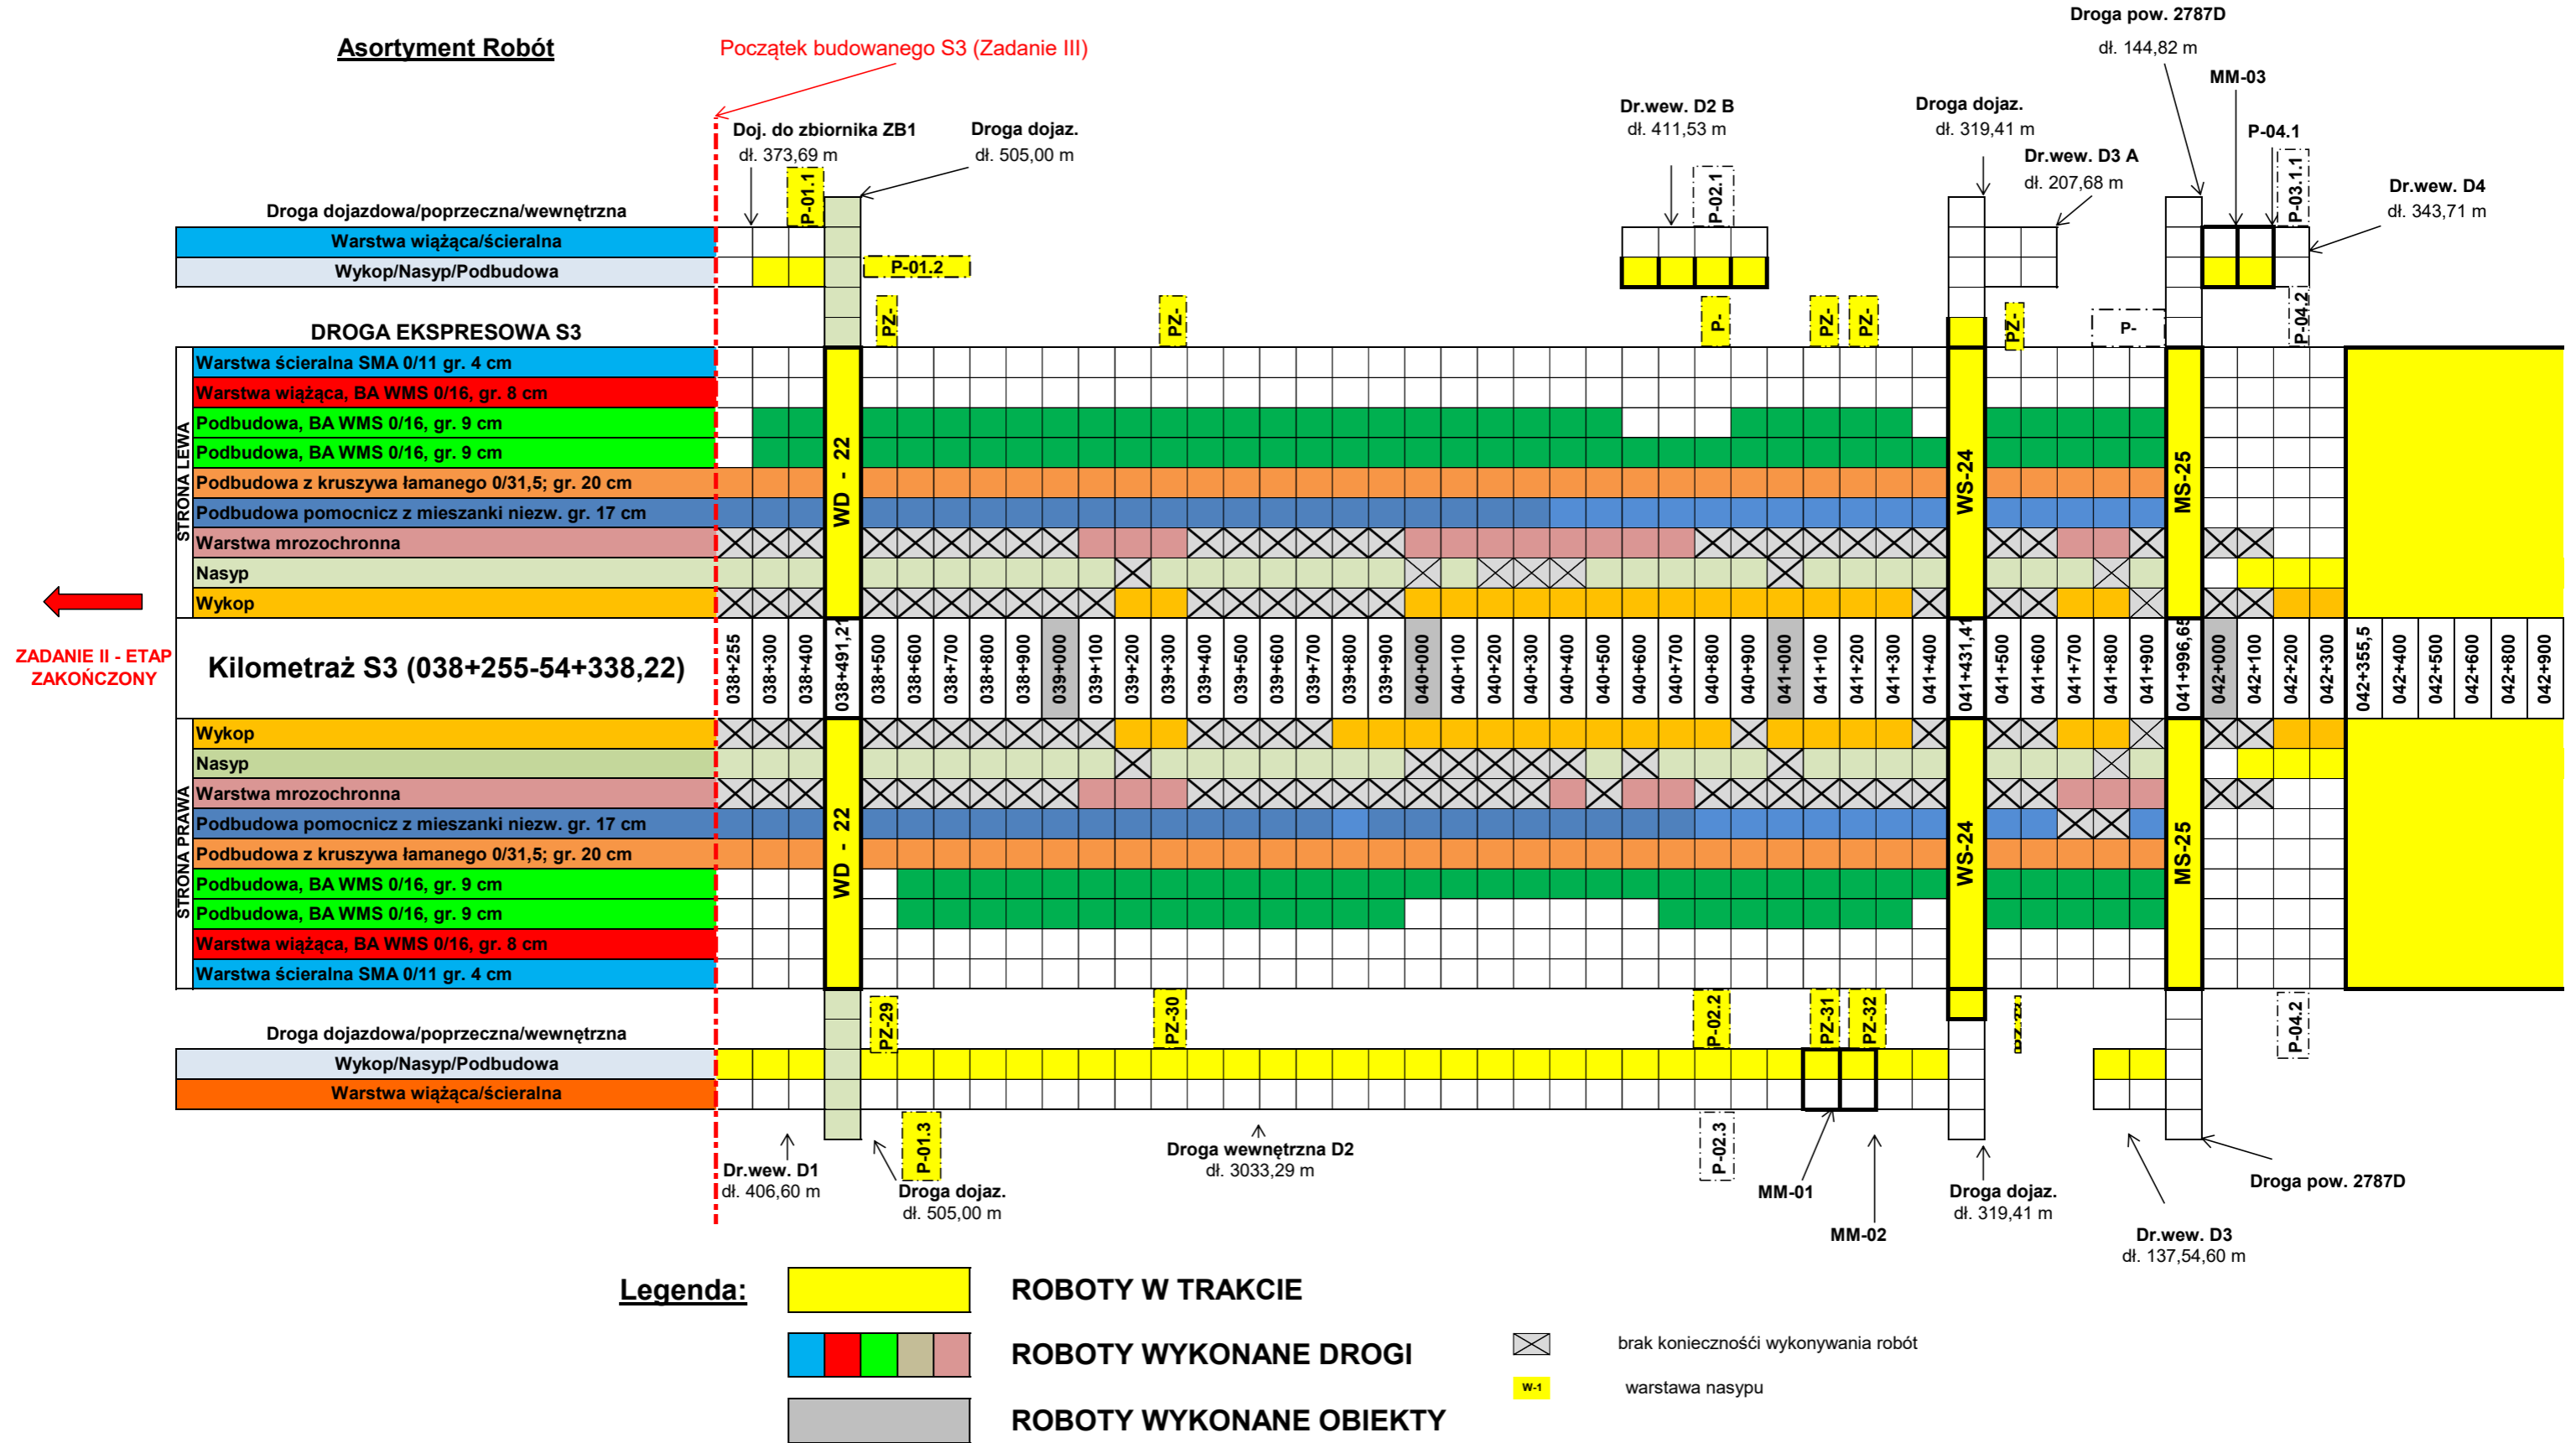 Droga pow. 2787D
dł. 144,82 m
Asortyment Robót
Początek budowanego S3 (Zadanie III)
MM-03
Dr.wew. D2 B
dł. 411,53 m
Droga dojaz.
dł. 319,41 m
Doj. do zbiornika ZB1
dł. 373,69 m
Droga dojaz.
dł. 505,00 m
P-04.1
Dr.wew. D3 A
dł. 207,68 m
Dr.wew. D4
dł. 343,71 m
P-01.1
P-02.1
P-03.1.1
Droga dojazdowa/poprzeczna/wewnętrzna
Warstwa wiążąca/ścieralna
Wykop/Nasyp/Podbudowa
P-01.2
P-04.2
DROGA EKSPRESOWA S3
PZ-
PZ-
P-
PZ-
PZ-
PZ-
P-
STRONA LEWA
Warstwa ścieralna SMA 0/11 gr. 4 cm
Warstwa wiążąca, BA WMS 0/16, gr. 8 cm
Podbudowa, BA WMS 0/16, gr. 9 cm
Podbudowa, BA WMS 0/16, gr. 9 cm
Podbudowa z kruszywa łamanego 0/31,5; gr. 20 cm
Podbudowa pomocnicz z mieszanki niezw. gr. 17 cm
Warstwa mrozochronna
Nasyp
Wykop
WD - 22
WS-24
MS-25
ZADANIE II - ETAP
ZAKOŃCZONY
Kilometraż S3 (038+255-54+338,22)
038+255
038+300
038+400
038+491,21
038+500
038+600
038+700
038+800
038+900
039+000
039+100
039+200
039+300
039+400
039+500
039+600
039+700
039+800
039+900
040+000
040+100
040+200
040+300
040+400
040+500
040+600
040+700
040+800
040+900
041+000
041+100
041+200
041+300
041+400
041+431,41
041+500
041+600
041+700
041+800
041+900
041+996,65
042+000
042+100
042+200
042+300
042+355,5
042+400
042+500
042+600
042+800
042+900
STRONA PRAWA
Wykop
Nasyp
Warstwa mrozochronna
Podbudowa pomocnicz z mieszanki niezw. gr. 17 cm
Podbudowa z kruszywa łamanego 0/31,5; gr. 20 cm
Podbudowa, BA WMS 0/16, gr. 9 cm
Podbudowa, BA WMS 0/16, gr. 9 cm
Warstwa wiążąca, BA WMS 0/16, gr. 8 cm
Warstwa ścieralna SMA 0/11 gr. 4 cm
WD - 22
WS-24
MS-25
PZ-29
PZ-30
P-02.2
PZ-31
PZ-32
P-04.2
Droga dojazdowa/poprzeczna/wewnętrzna
Wykop/Nasyp/Podbudowa
Warstwa wiążąca/ścieralna
P-01.3
P-02.3
Dr.wew. D1
dł. 406,60 m
Droga dojaz.
dł. 505,00 m
Droga wewnętrzna D2
dł. 3033,29 m
MM-01
MM-02
Droga dojaz.
dł. 319,41 m
Droga pow. 2787D
Dr.wew. D3
dł. 137,54,60 m
Legenda:
ROBOTY W TRAKCIE
ROBOTY WYKONANE DROGI
ROBOTY WYKONANE OBIEKTY
brak koniecznośći wykonywania robót
W-1
warstawa nasypu